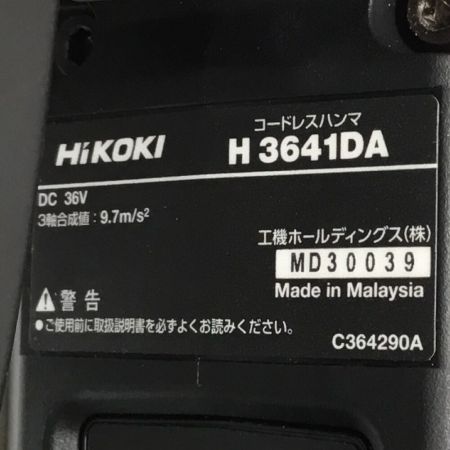 コードレスハンマ
HiKOKI H 3641DA
DC 36V
3軸合成値：9.7m/s²
工機ホールディングス(株)
MD30039
Made in Malaysia
警告
●ご使用前に取扱説明書を必ずよくお読みください。
C364290A